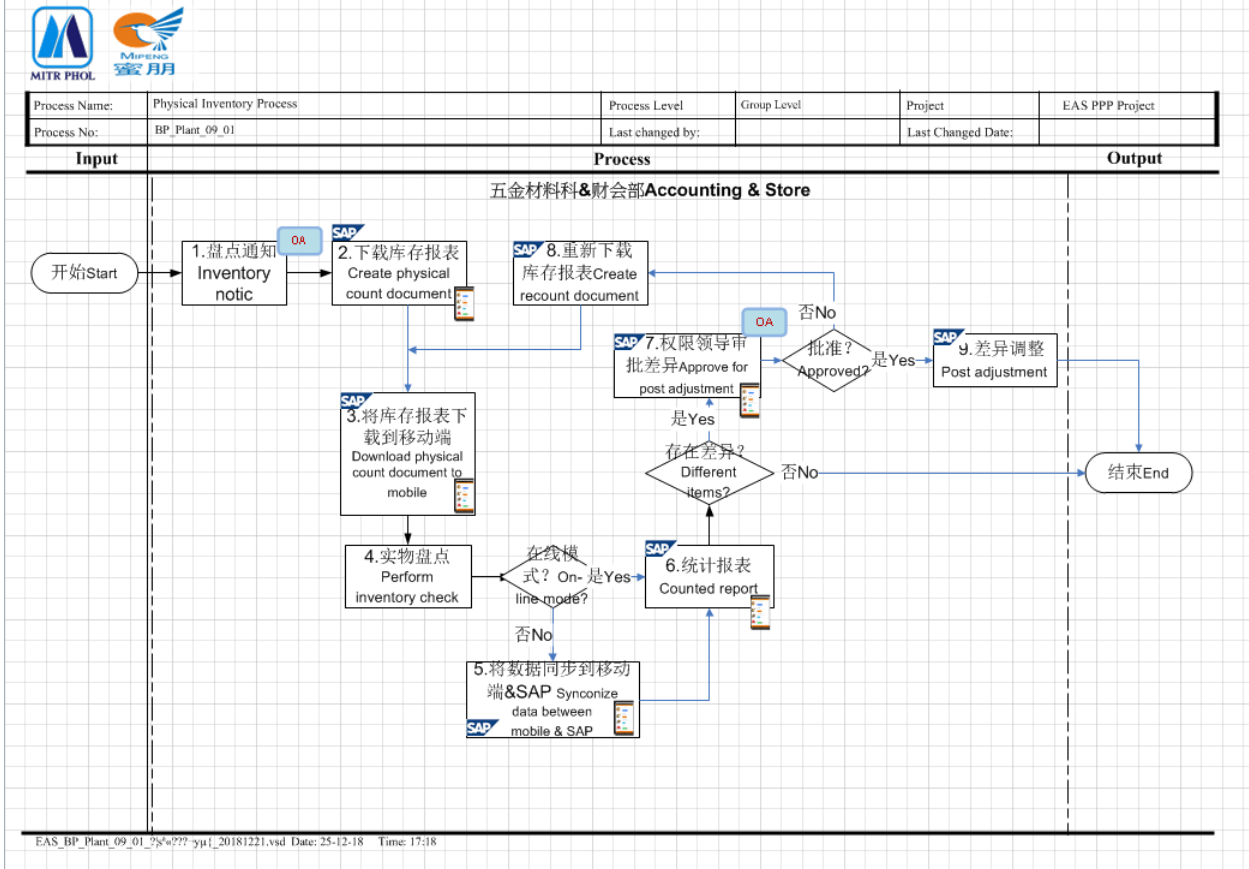 MITR PHOL
MIPENG
蜜朋
Process Name:
Physical Inventory Process
Process Level
Group Level
Project
EAS PPP Project
Process No:
BP_Plant_09_01
Last changed by:
Last Changed Date:
Input
Process
Output
五金材料科&财会部Accounting & Store
开始Start
1.盘点通知
Inventory
notic
OA
SAP
2.下载库存报表
Create physical
count document
SAP
8.重新下载
库存报表Create
recount document
否No
OA
SAP
7.权限领导审
批差异Approve for
post adjustment
批准？
Approved?
是Yes
SAP
9.差异调整
Post adjustment
SAP
3.将库存报表下
载到移动端
Download physical
count document to
mobile
是Yes
存在差异？
Different
items?
否No
结束End
4.实物盘点
Perform
inventory check
在线模
式？On-
line mode?
是Yes
SAP
6.统计报表
Counted report
否No
5.将数据同步到移动
端&SAP Synconize
data between
mobile & SAP
SAP
EAS_BP_Plant_09_01_ _20181221.vsd Date: 25-12-18 Time: 17:18